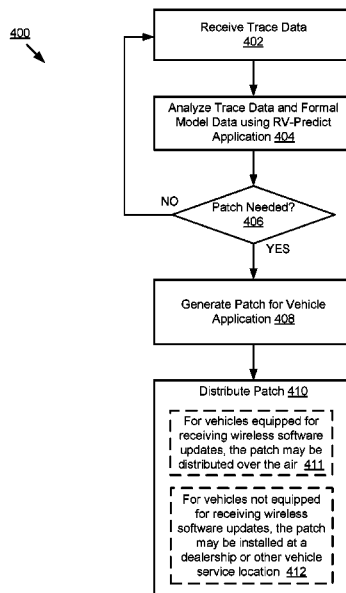 400
Receive Trace Data
402
Analyze Trace Data and Formal
Model Data using RV-Predict
Application 404
NO
Patch Needed?
406
YES
Generate Patch for Vehicle
Application 408
Distribute Patch 410
For vehicles equipped for
receiving wireless software
updates, the patch may be
distributed over the air 411
For vehicles not equipped
for receiving wireless
software updates, the patch
may be installed at a
dealership or other vehicle
service location 412